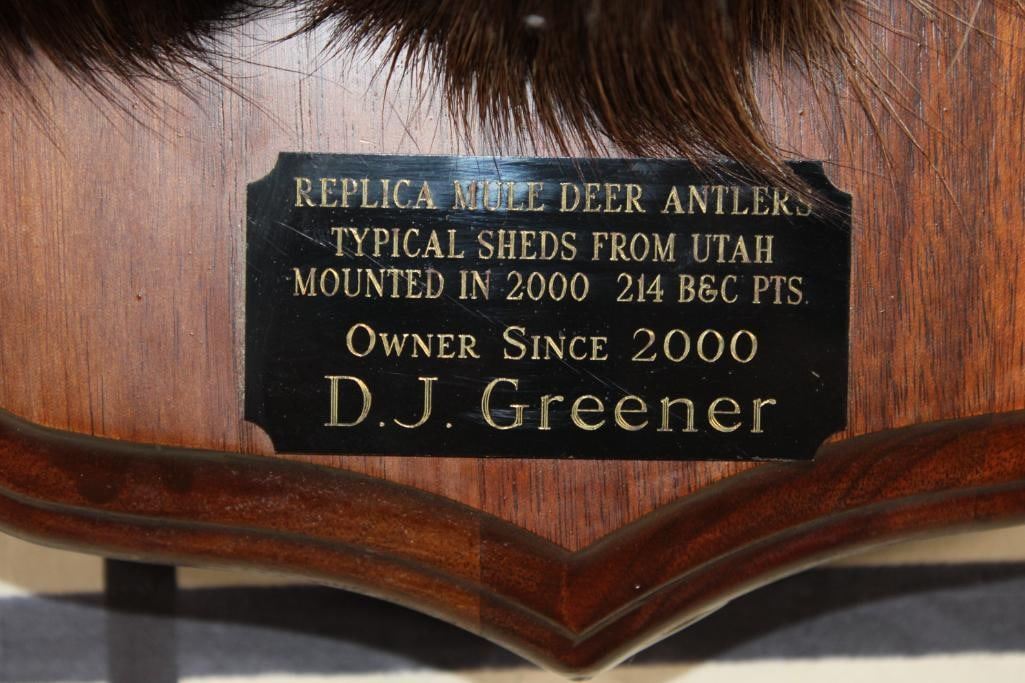 REPLICA MULE DEER ANTLERS
TYPICAL SHEDS FROM UTAH
MOUNTED IN 2000 214 B&C PTS.
OWNER SINCE 2000
D.J. Greener